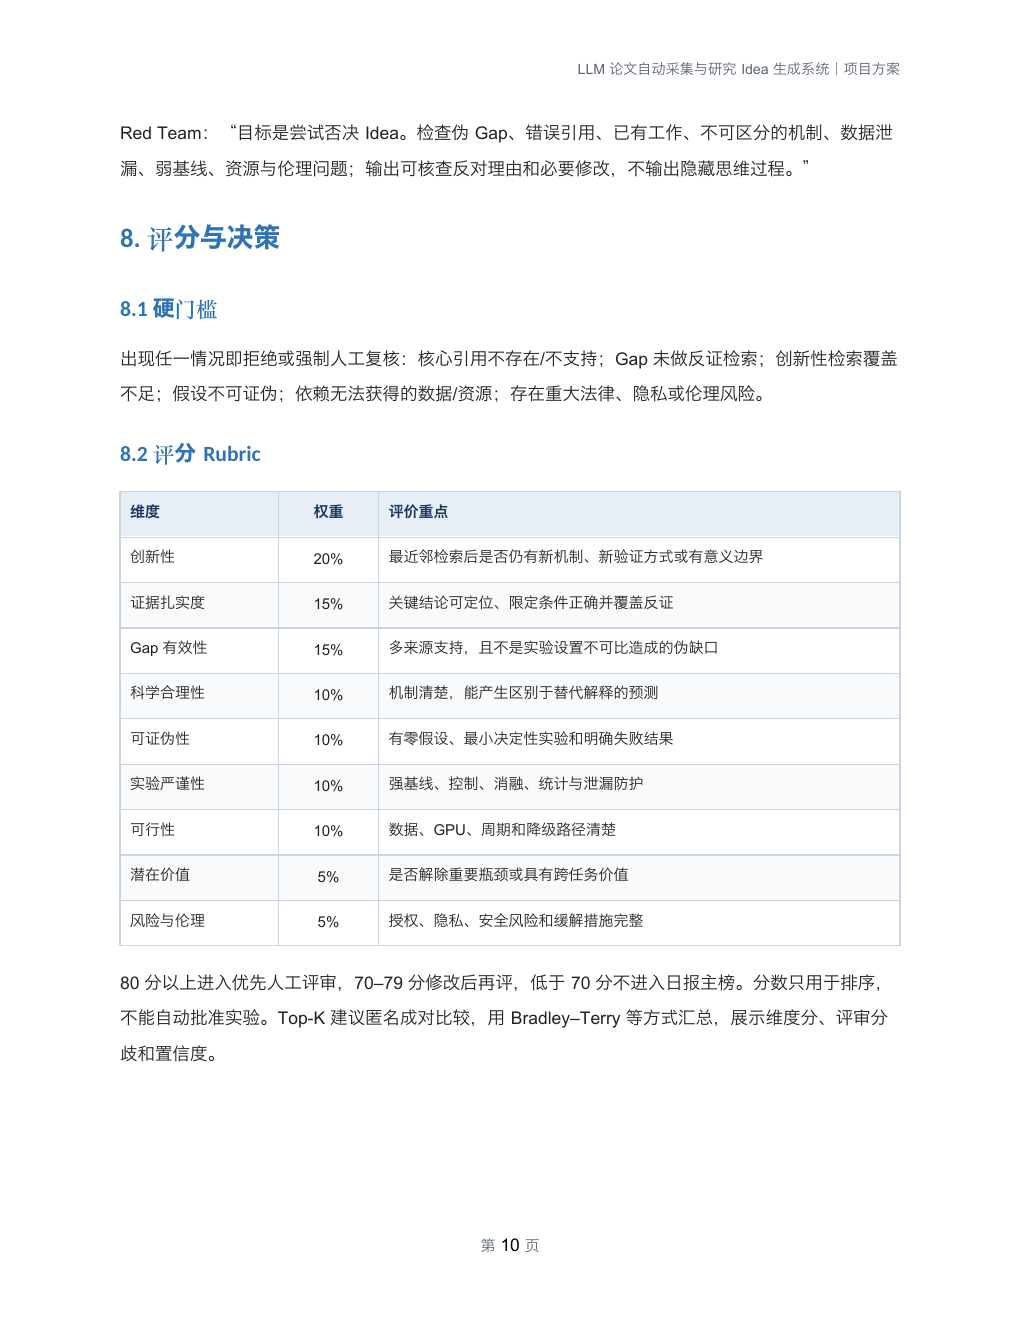 LLM 论文自动采集与研究 Idea 生成系统｜项目方案
Red Team：“目标是尝试否决 Idea。检查伪 Gap、错误引用、已有工作、不可区分的机制、数据泄
漏、弱基线、资源与伦理问题；输出可核查反对理由和必要修改，不输出隐藏思维过程。”
8. 评分与决策
8.1 硬门槛
出现任一情况即拒绝或强制人工复核：核心引用不存在/不支持；Gap 未做反证检索；创新性检索覆盖
不足；假设不可证伪；依赖无法获得的数据/资源；存在重大法律、隐私或伦理风险。
8.2 评分 Rubric
维度 权重 评价重点
创新性 20% 最近邻检索后是否仍有新机制、新验证方式或有意义边界
证据扎实度 15% 关键结论可定位、限定条件正确并覆盖反证
Gap 有效性 15% 多来源支持，且不是实验设置不可比造成的伪缺口
科学合理性 10% 机制清楚，能产生区别于替代解释的预测
可证伪性 10% 有零假设、最小决定性实验和明确失败结果
实验严谨性 10% 强基线、控制、消融、统计与泄漏防护
可行性 10% 数据、GPU、周期和降级路径清楚
潜在价值 5% 是否解除重要瓶颈或具有跨任务价值
风险与伦理 5% 授权、隐私、安全风险和缓解措施完整
80 分以上进入优先人工评审，70–79 分修改后再评，低于 70 分不进入日报主榜。分数只用于排序，
不能自动批准实验。Top-K 建议匿名成对比较，用 Bradley–Terry 等方式汇总，展示维度分、评审分
歧和置信度。
第 10 页